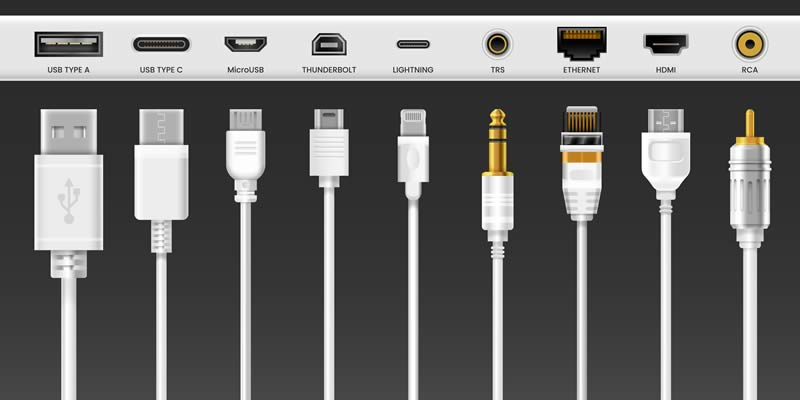 USB TYPE A
USB TYPE C
MicroUSB
THUNDERBOLT
LIGHTNING
TRS
ETHERNET
HDMI
RCA